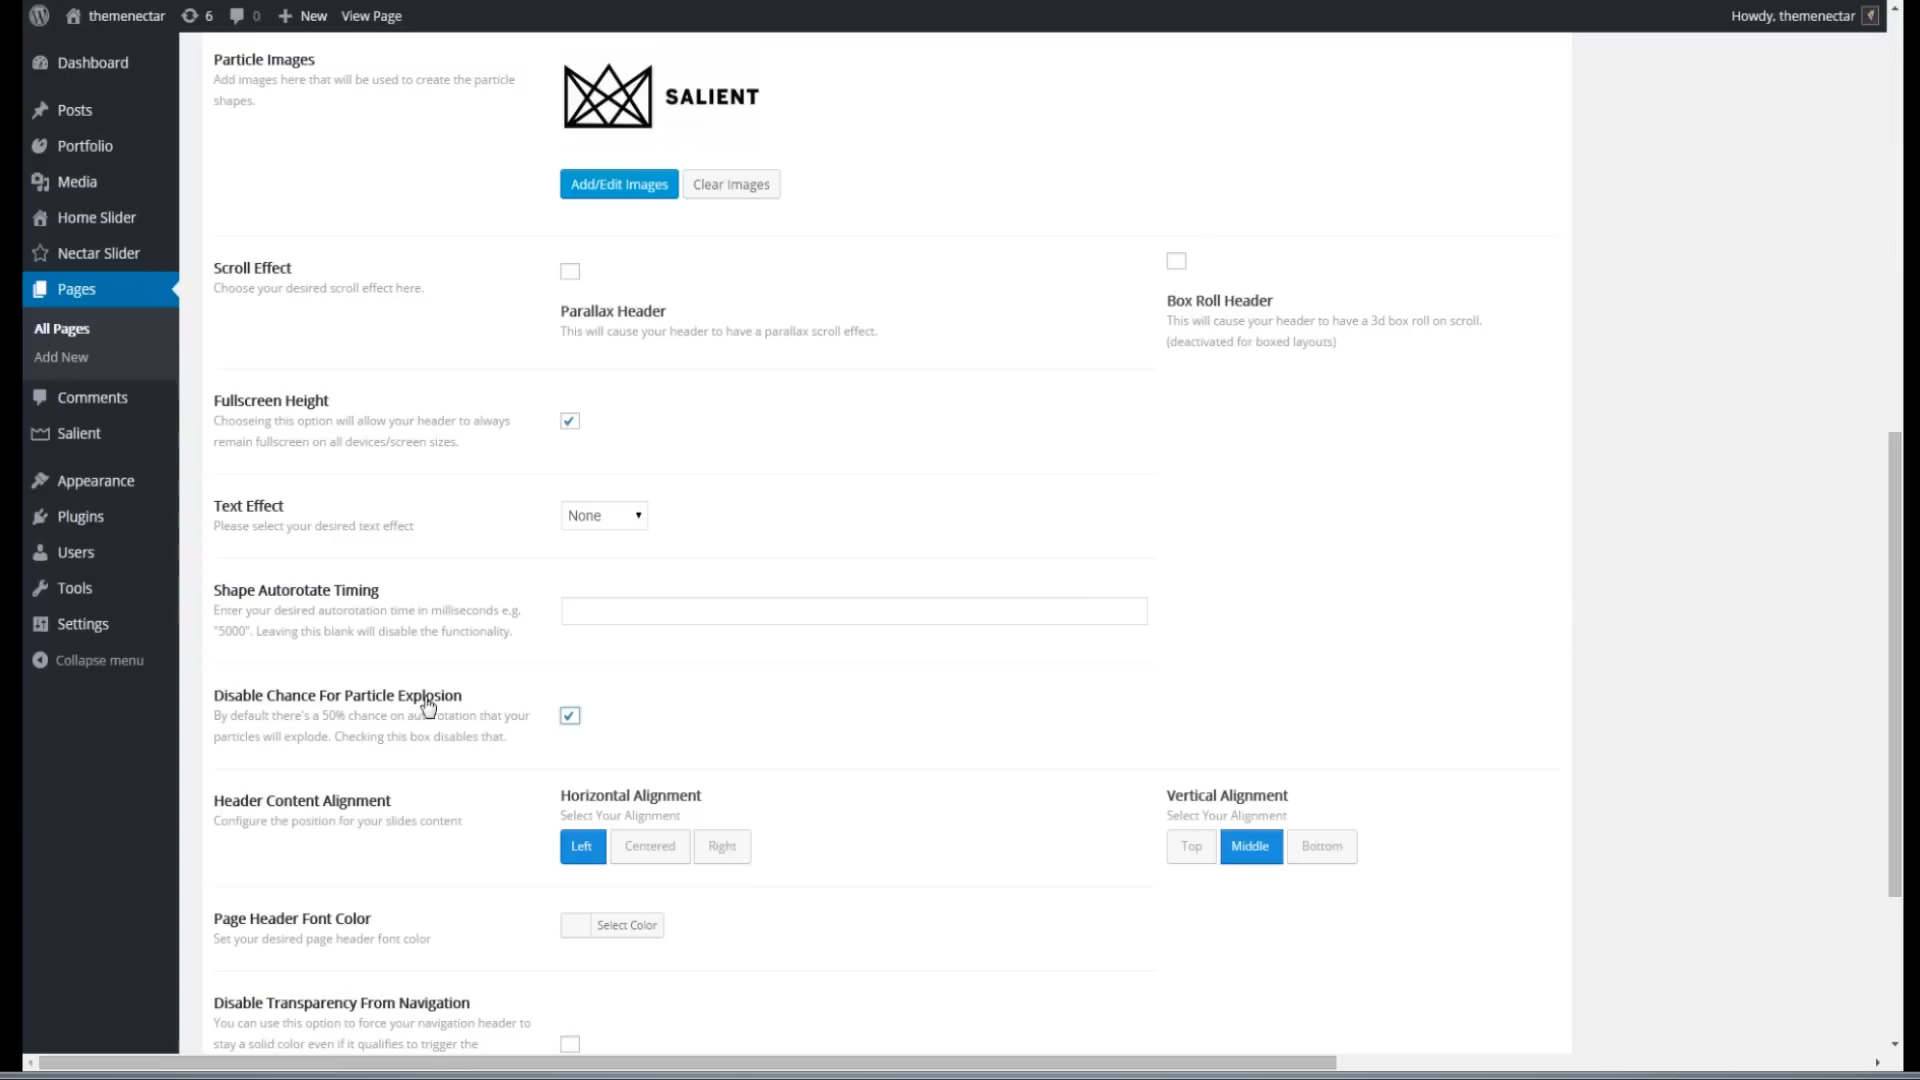 themenectar
6
0
New
View Page
Howdy, themenectar
Dashboard
Posts
Portfolio
Media
Home Slider
Nectar Slider
Pages
All Pages
Add New
Comments
Salient
Appearance
Plugins
Users
Tools
Settings
Collapse menu
Particle Images
Add images here that will be used to create the particle
shapes.
SALIENT
Add/Edit Images
Clear Images
Scroll Effect
Choose your desired scroll effect here.
Parallax Header
This will cause your header to have a parallax scroll effect.
Box Roll Header
This will cause your header to have a 3d box roll on scroll.
(deactivated for boxed layouts)
Fullscreen Height
Chooseing this option will allow your header to always
remain fullscreen on all devices/screen sizes.
Text Effect
Please select your desired text effect
None
Shape Autorotate Timing
Enter your desired autorotation time in milliseconds e.g.
"5000". Leaving this blank will disable the functionality.
Disable Chance For Particle Explosion
By default there's a 50% chance on autorotation that your
particles will explode. Checking this box disables that.
Header Content Alignment
Configure the position for your slides content
Horizontal Alignment
Select Your Alignment
Left
Centered
Right
Vertical Alignment
Select Your Alignment
Top
Middle
Bottom
Page Header Font Color
Set your desired page header font color
Select Color
Disable Transparency From Navigation
You can use this option to force your navigation header to
stay a solid color even if it qualifies to trigger the